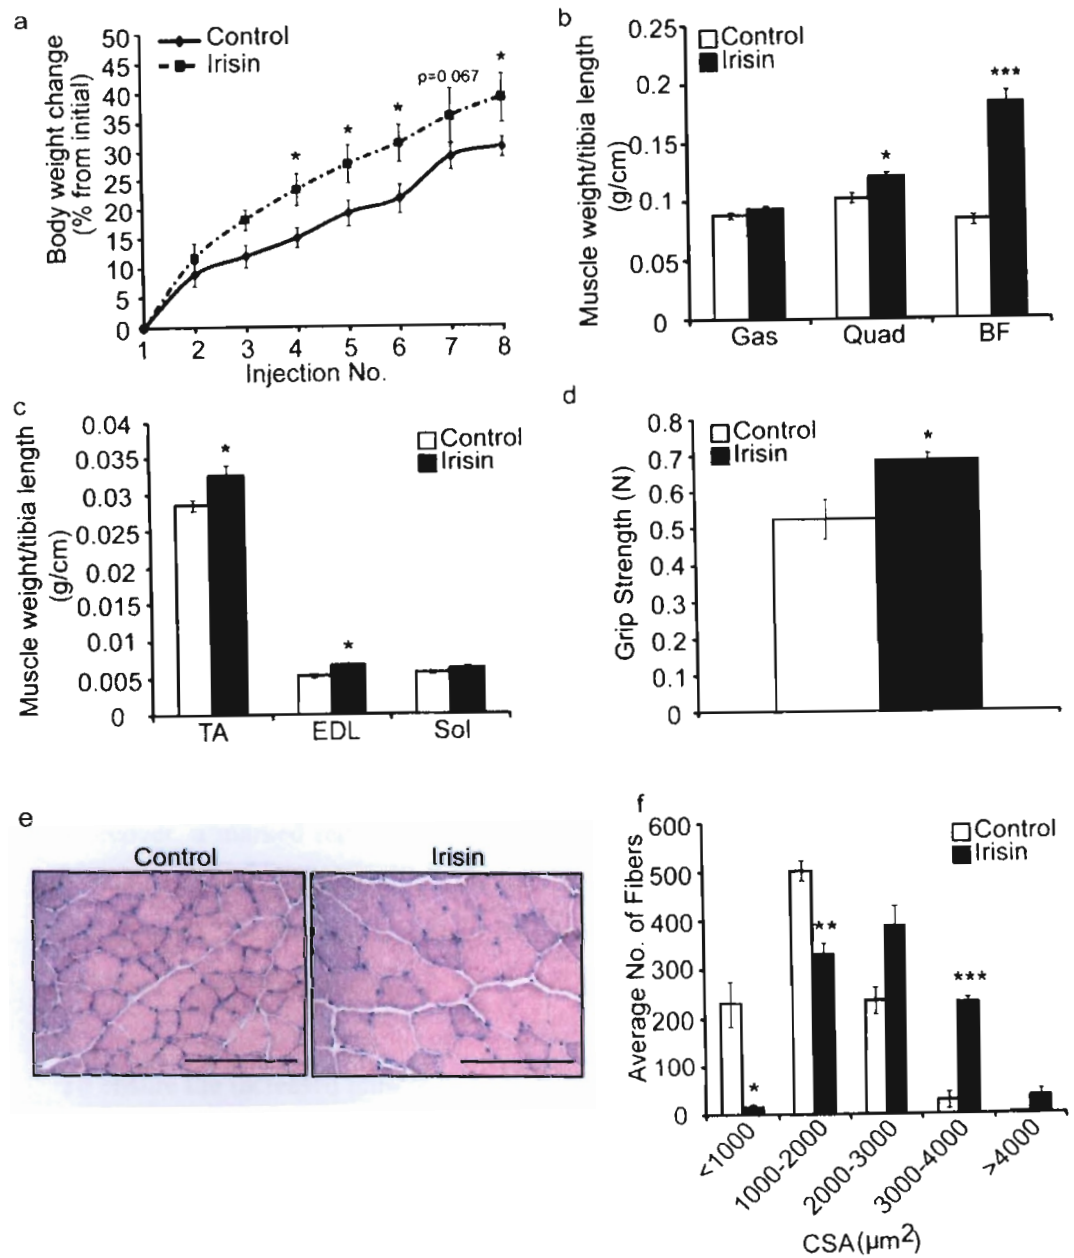 a
Body weight change
(% from initial)
50
45
40
35
30
25
20
15
10
5
0
Control
Irisin
*
*
*
p=0 067
*
1 2 3 4 5 6 7 8
Injection No.
b
Muscle weight/tibia length
(g/cm)
0.25
0.2
0.15
0.1
0.05
0
Control
Irisin
*
***
Gas Quad BF
c
Muscle weight/tibia length
(g/cm)
0.04
0.035
0.03
0.025
0.02
0.015
0.01
0.005
0
Control
Irisin
*
*
TA EDL Sol
d
Grip Strength (N)
0.8
0.7
0.6
0.5
0.4
0.3
0.2
0.1
0
Control
Irisin
*
e
Control Irisin
f
Average No. of Fibers
600
500
400
300
200
100
0
Control
Irisin
*
**
***
<1000
1000-2000
2000-3000
3000-4000
>4000
CSA(µm2)